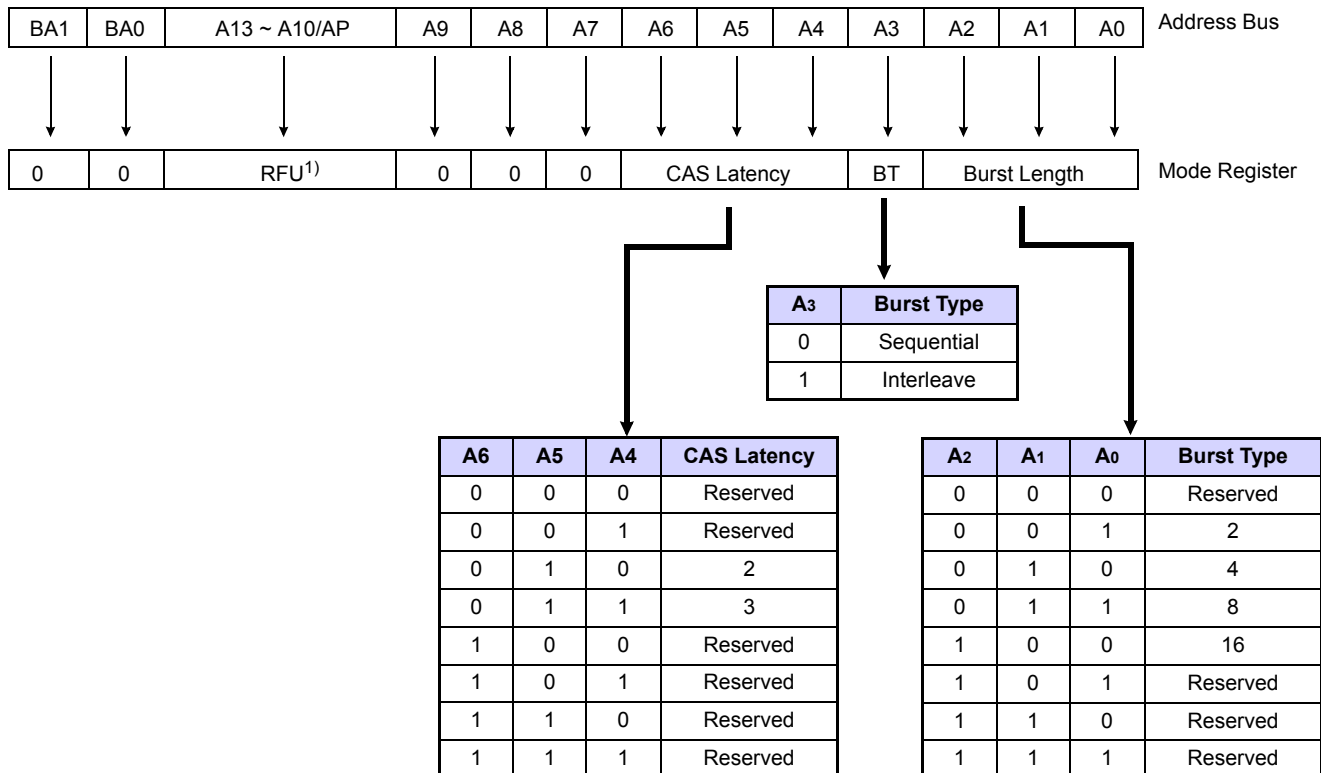 BA1 BA0 A13 ~ A10/AP A9 A8 A7 A6 A5 A4 A3 A2 A1 A0 Address Bus
0 0 RFU1) 0 0 0 CAS Latency BT Burst Length Mode Register
A3 Burst Type
0 Sequential
1 Interleave
A6 A5 A4 CAS Latency
0 0 0 Reserved
0 0 1 Reserved
0 1 0 2
0 1 1 3
1 0 0 Reserved
1 0 1 Reserved
1 1 0 Reserved
1 1 1 Reserved
A2 A1 A0 Burst Type
0 0 0 Reserved
0 0 1 2
0 1 0 4
0 1 1 8
1 0 0 16
1 0 1 Reserved
1 1 0 Reserved
1 1 1 Reserved